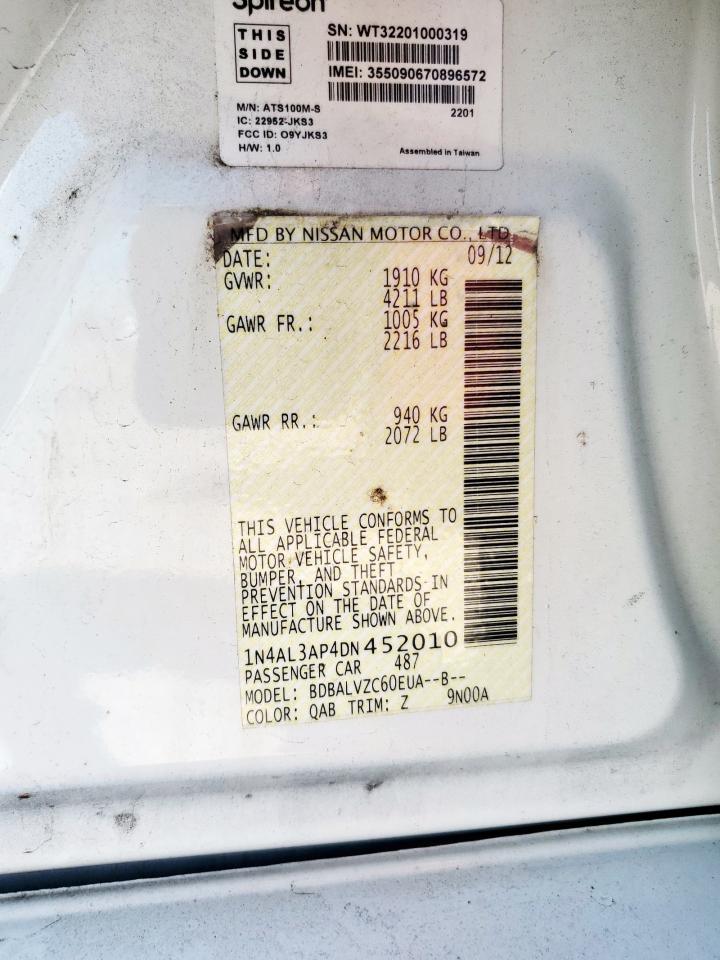 Spireon
THIS
SIDE
DOWN
SN: WT32201000319
IMEI: 355090670896572
2201
M/N: ATS100M-S
IC: 22952-JKS3
FCC ID: O9YJKS3
H/W: 1.0
Assembled in Taiwan
MFD BY NISSAN MOTOR CO., LTD
DATE: 09/12
GVWR: 1910 KG
4211 LB
GAWR FR.: 1005 KG
2216 LB
GAWR RR.: 940 KG
2072 LB
THIS VEHICLE CONFORMS TO
ALL APPLICABLE FEDERAL
MOTOR VEHICLE SAFETY,
BUMPER, AND THEFT
PREVENTION STANDARDS IN
EFFECT ON THE DATE OF
MANUFACTURE SHOWN ABOVE.
1N4AL3AP4DN452010
PASSENGER CAR 487
MODEL: BDBALVZC60EUA--B--
COLOR: QAB TRIM: Z 9N00A